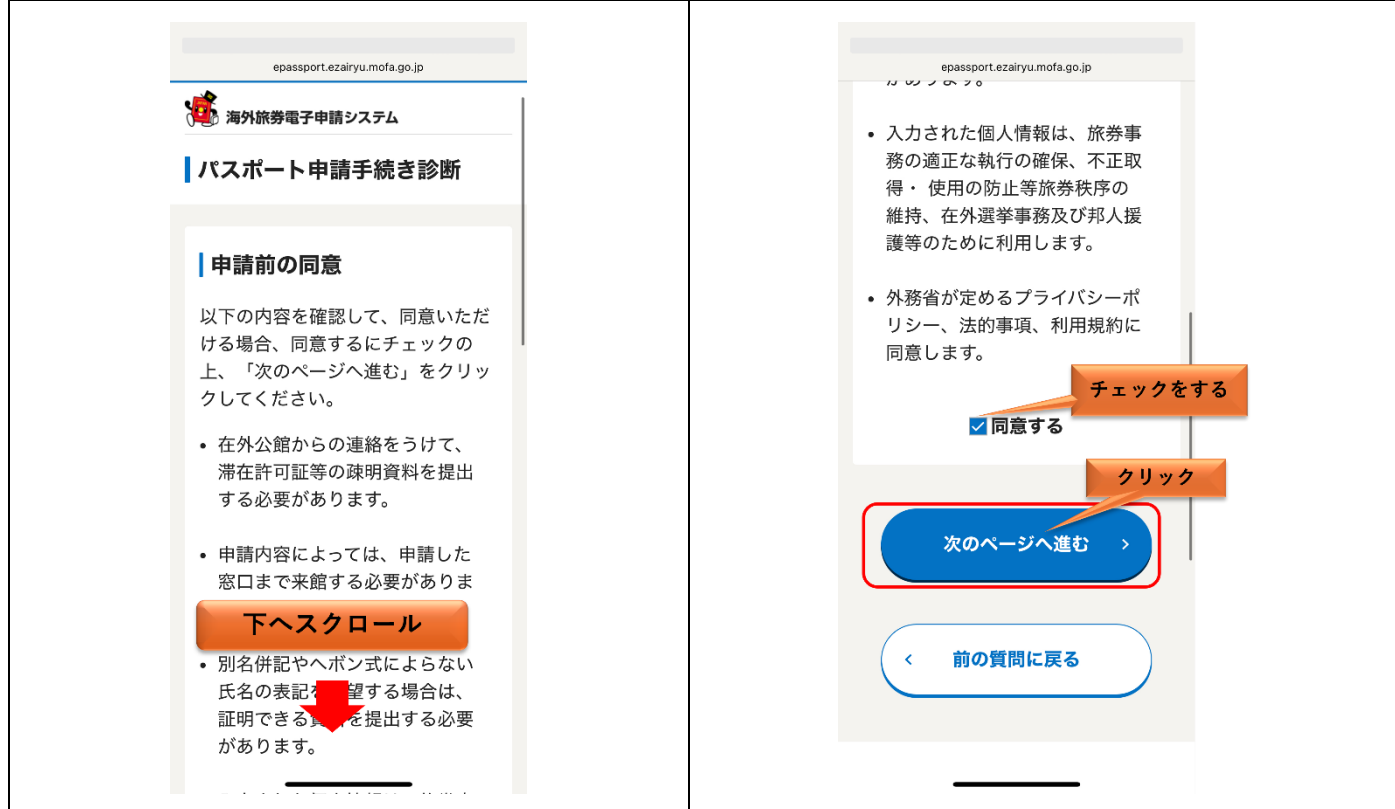 epassport.ezairyu.mofa.go.jp
海外旅券電子申請システム
パスポート申請手続き診断
申請前の同意
以下の内容を確認して、同意いただ
ける場合、同意するにチェックの
上、「次のページへ進む」をクリッ
クしてください。
• 在外公館からの連絡をうけて、
滞在許可証等の疎明資料を提出
する必要があります。
• 申請内容によっては、申請した
窓口まで来館する必要がありま
下へスクロール
• 別名併記やヘボン式によらない
氏名の表記を望する場合は、
証明できるを提出する必要
があります。
epassport.ezairyu.mofa.go.jp
があります。
• 入力された個人情報は、旅券事
務の適正な執行の確保、不正取
得・ 使用の防止等旅券秩序の
維持、在外選挙事務及び邦人援
護等のために利用します。
• 外務省が定めるプライバシーポ
リシー、法的事項、利用規約に
同意します。
チェックをする
同意する
クリック
次のページへ進む >
< 前の質問に戻る